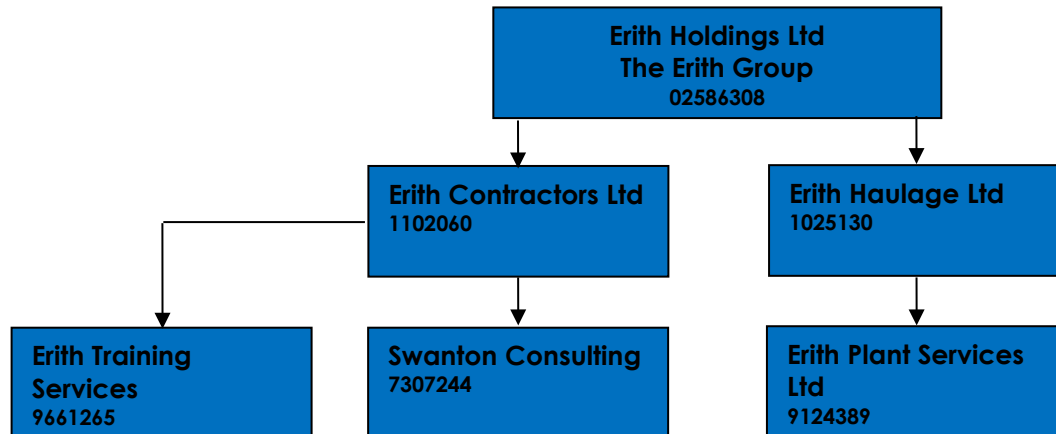 Erith Holdings Ltd
The Erith Group
02586308
Erith Contractors Ltd
1102060
Erith Haulage Ltd
1025130
Erith Training
Services
9661265
Swanton Consulting
7307244
Erith Plant Services
Ltd
9124389